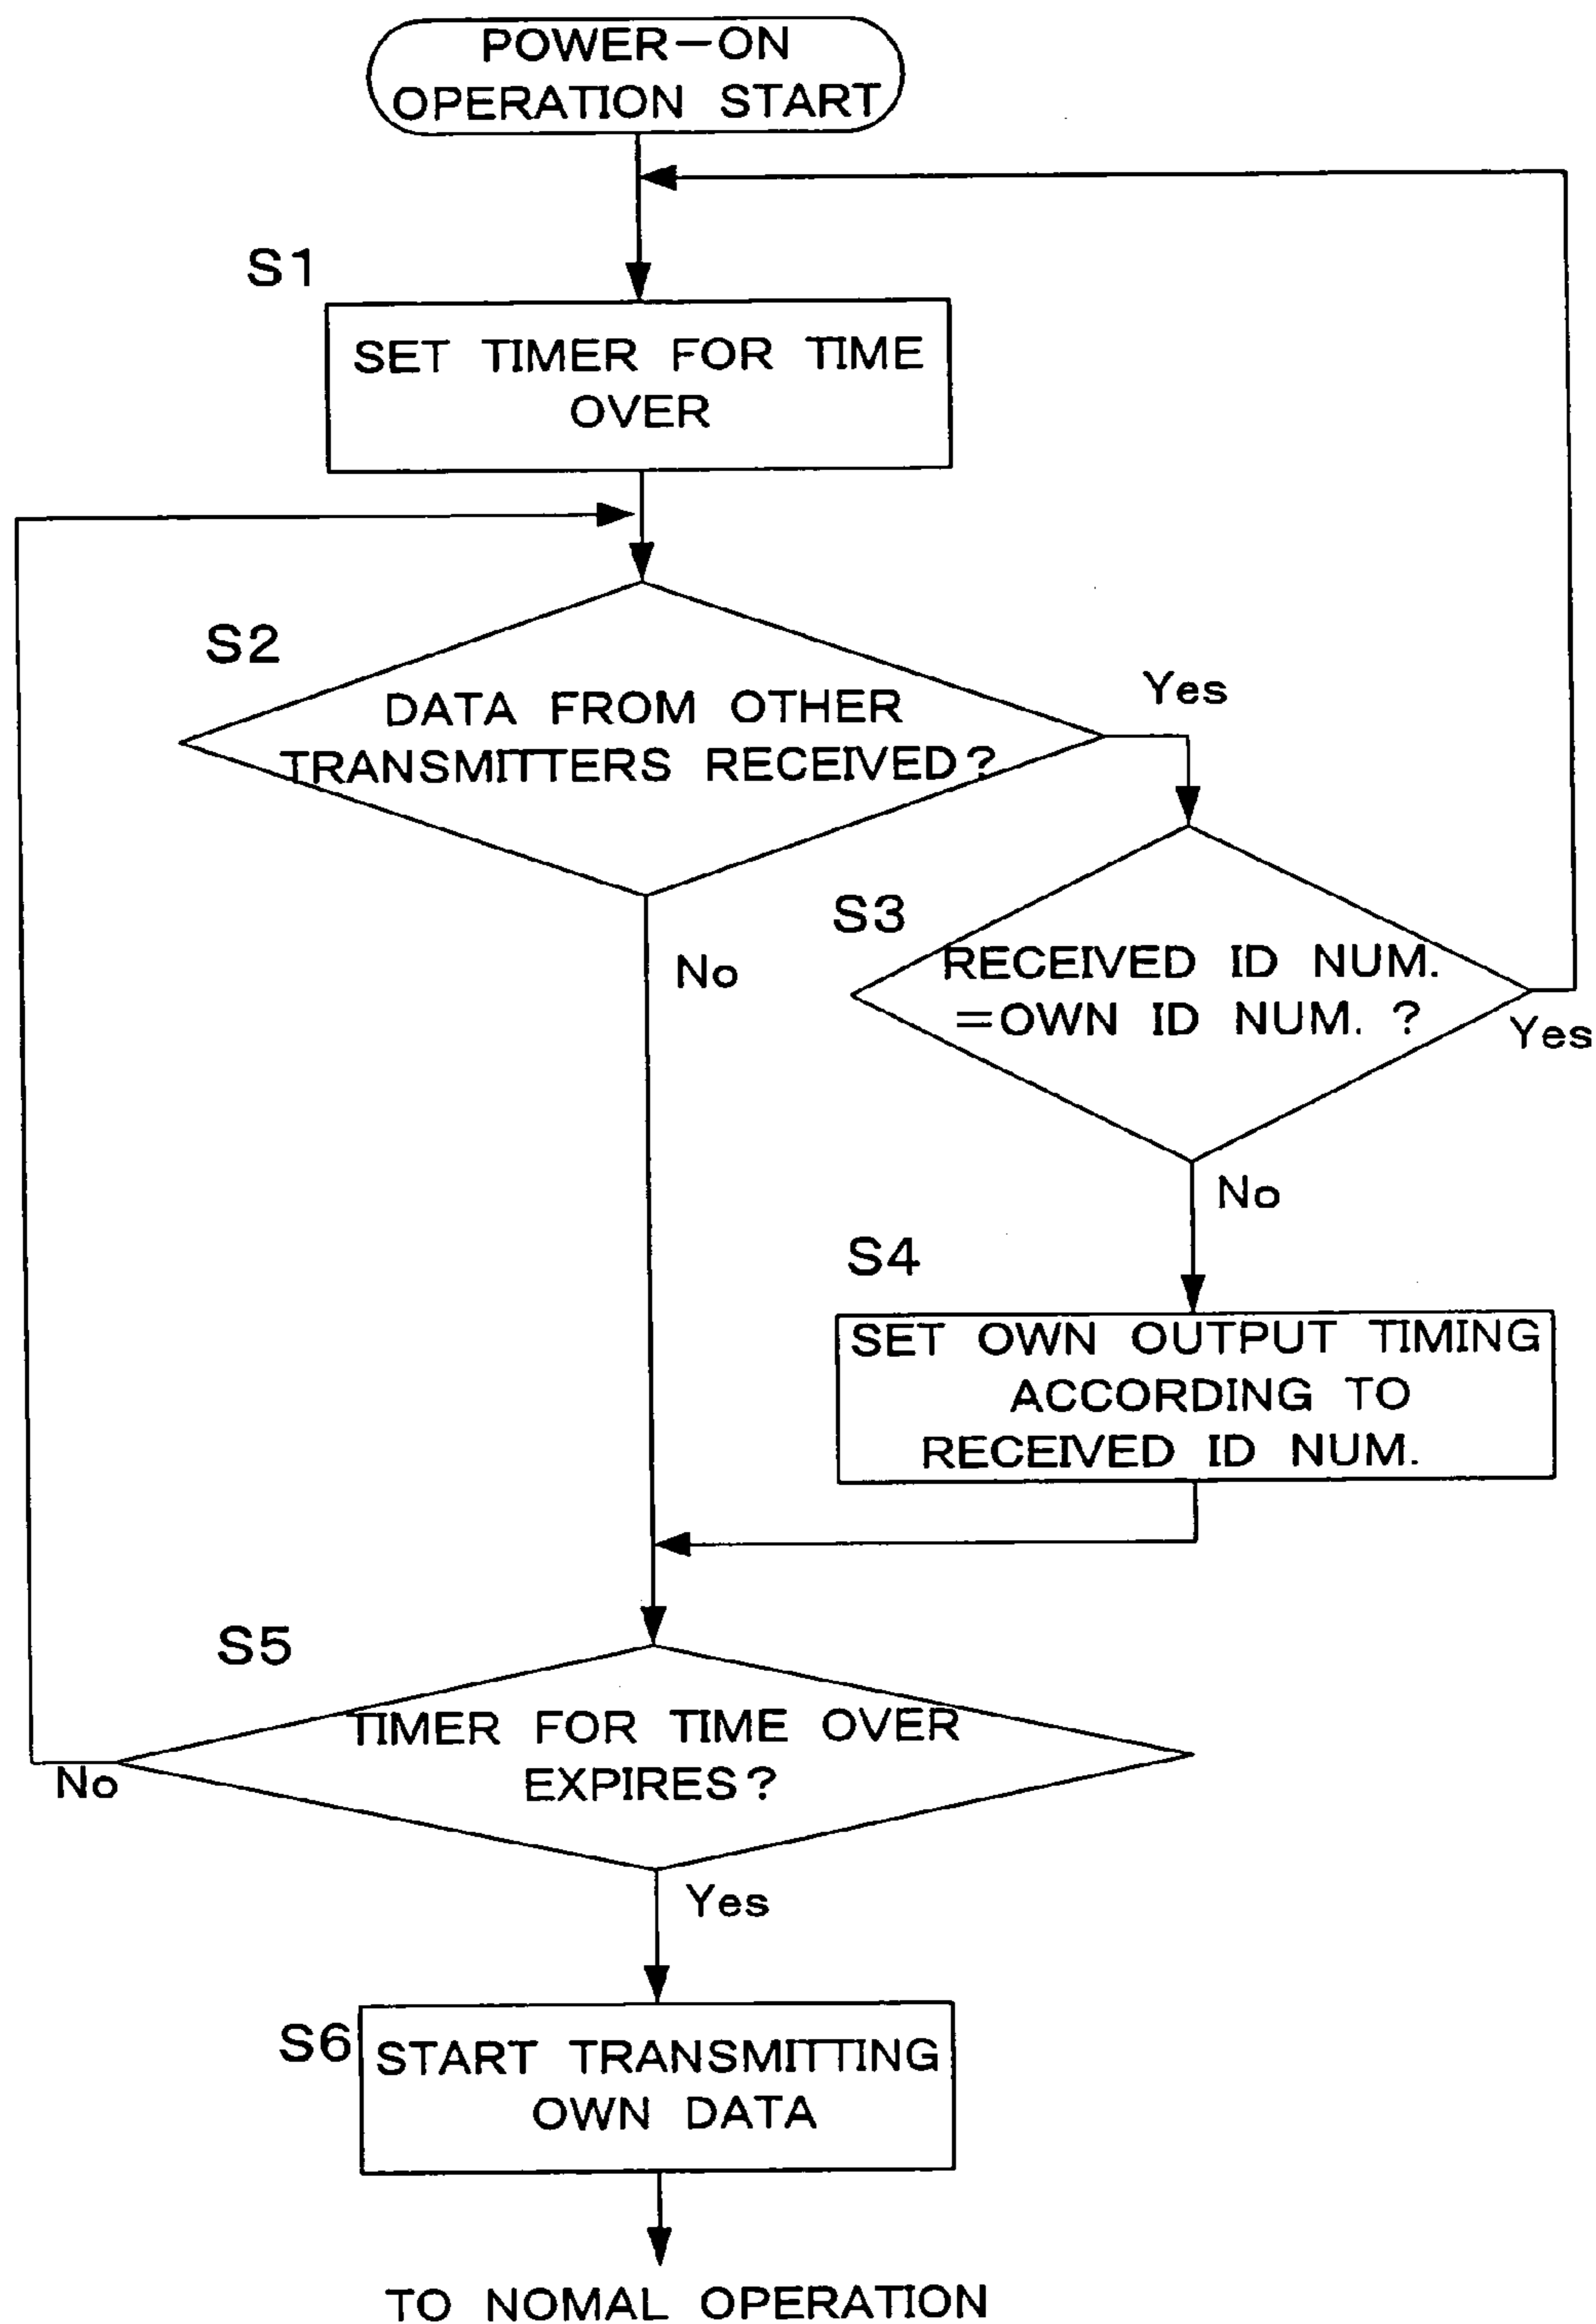 POWER-ON
OPERATION START
S1
SET TIMER FOR TIME
OVER
S2
DATA FROM OTHER
TRANSMITTERS RECEIVED?
Yes
No
S3
RECEIVED ID NUM.
=OWN ID NUM. ?
Yes
No
S4
SET OWN OUTPUT TIMING
ACCORDING TO
RECEIVED ID NUM.
S5
TIMER FOR TIME OVER
EXPIRES?
No
Yes
S6
START TRANSMITTING
OWN DATA
TO NOMAL OPERATION